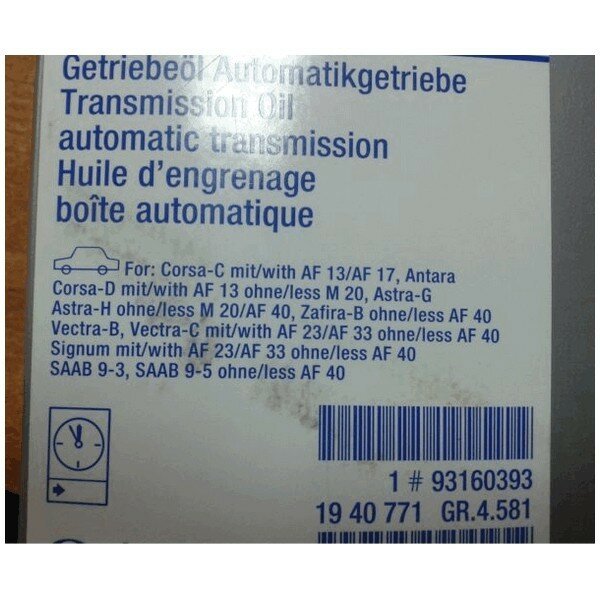 Getriebeöl Automatikgetriebe
Transmission Oil
automatic transmission
Huile d'engrenage
boîte automatique
For: Corsa-C mit/with AF 13/AF 17, Antara
Corsa-D mit/with AF 13 ohne/less M 20, Astra-G
Astra-H ohne/less M 20/AF 40, Zafira-B ohne/less AF 40
Vectra-B, Vectra-C mit/with AF 23/AF 33 ohne/less AF 40
Signum mit/with AF 23/AF 33 ohne/less AF 40
SAAB 9-3, SAAB 9-5 ohne/less AF 40
1 # 93160393
19 40 771 GR.4.581